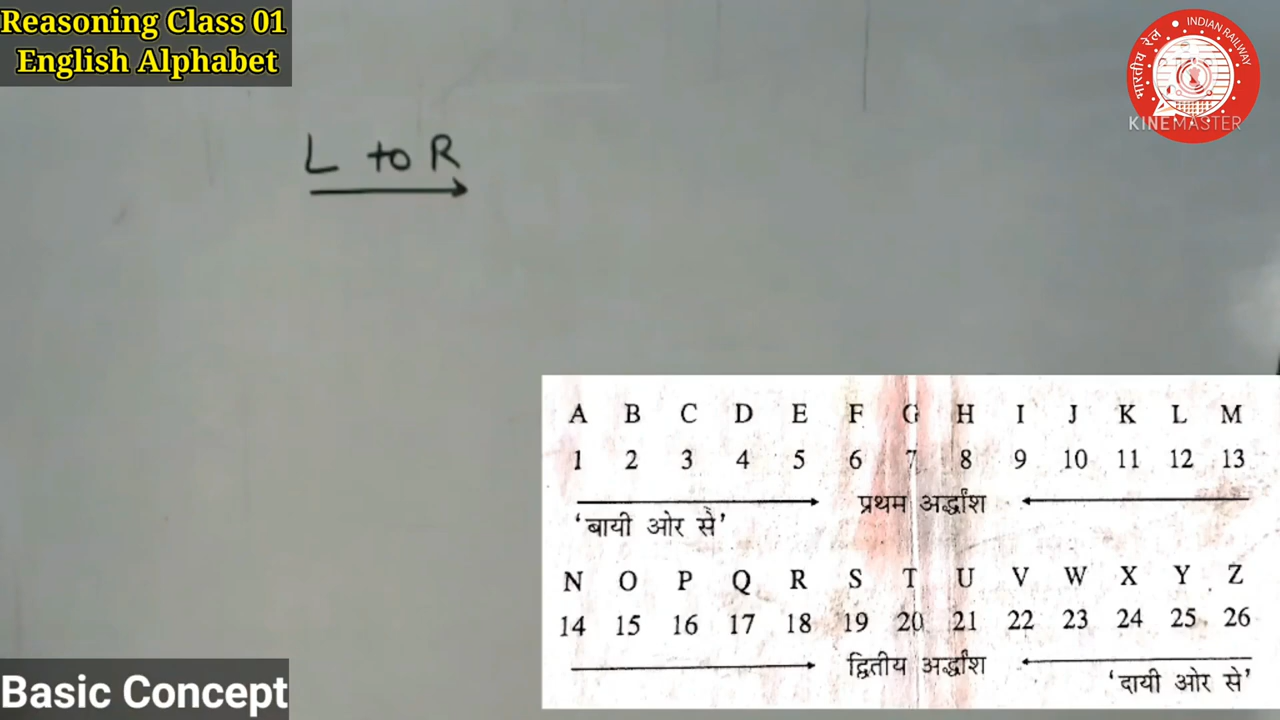 Reasoning Class 01
English Alphabet
भारतीय रेल INDIAN RAILWAY
KINEMASTER
L to R
A B C D E F G H I J K L M
1 2 3 4 5 6 7 8 9 10 11 12 13
प्रथम अर्द्धांश
‘बायी ओर से’
N O P Q R S T U V W X Y Z
14 15 16 17 18 19 20 21 22 23 24 25 26
द्वितीय अर्द्धांश
‘दायी ओर से’
Basic Concept